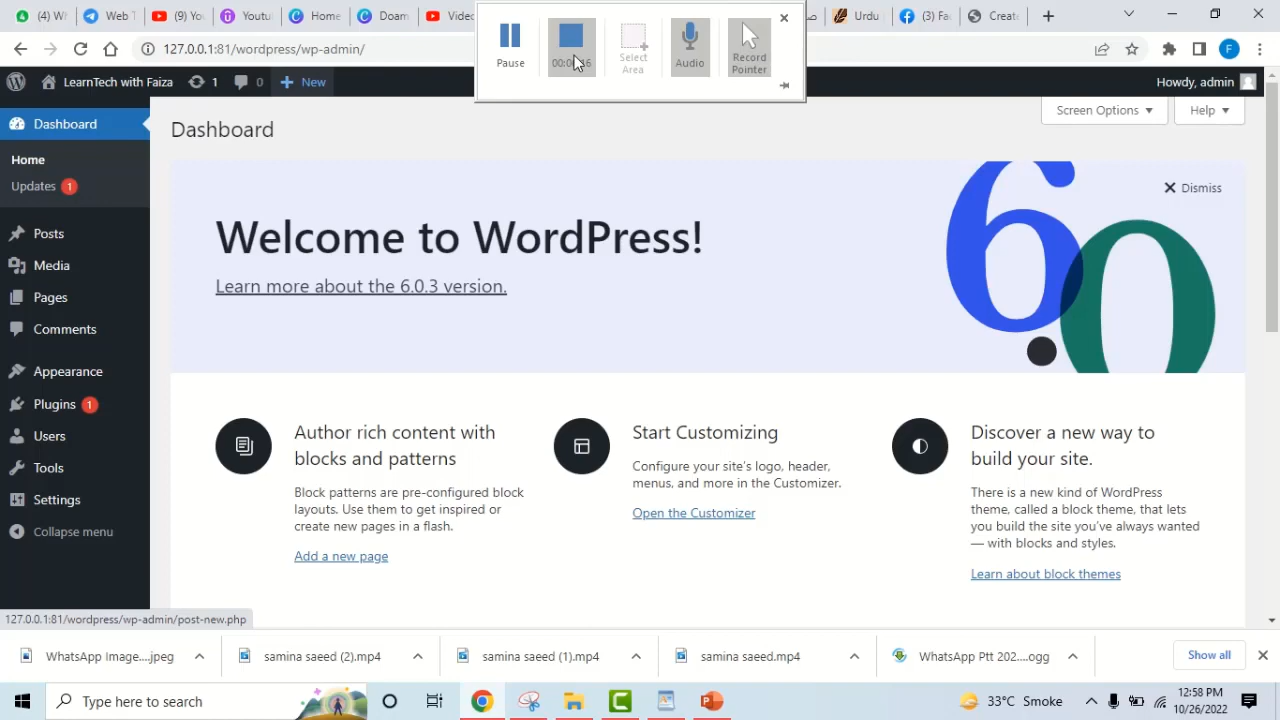 Youtu
Canva
Doam
Video
Urdu
(3) Fa
Create
127.0.0.1:81/wordpress/wp-admin/
F
Pause
Select
Area
Audio
Record
Pointer
LearnTech with Faiza
1
0
New
Howdy, admin
Dashboard
Home
Updates 1
Posts
Media
Pages
Comments
Appearance
Plugins 1
Users
Tools
Settings
Collapse menu
Dashboard
Screen Options
Help
Dismiss
Welcome to WordPress!
Learn more about the 6.0.3 version.
6.0
Author rich content with
blocks and patterns
Block patterns are pre-configured block
layouts. Use them to get inspired or
create new pages in a flash.
Add a new page
Start Customizing
Configure your site's logo, header,
menus, and more in the Customizer.
Open the Customizer
Discover a new way to
build your site.
There is a new kind of WordPress
theme, called a block theme, that lets
you build the site you've always wanted
— with blocks and styles.
Learn about block themes
127.0.0.1:81/wordpress/wp-admin/post-new.php
WhatsApp Image....jpeg
samina saeed (2).mp4
samina saeed (1).mp4
samina saeed.mp4
WhatsApp Ptt 202....ogg
Show all
Type here to search
33°C Smoke
12:58 PM
10/26/2022